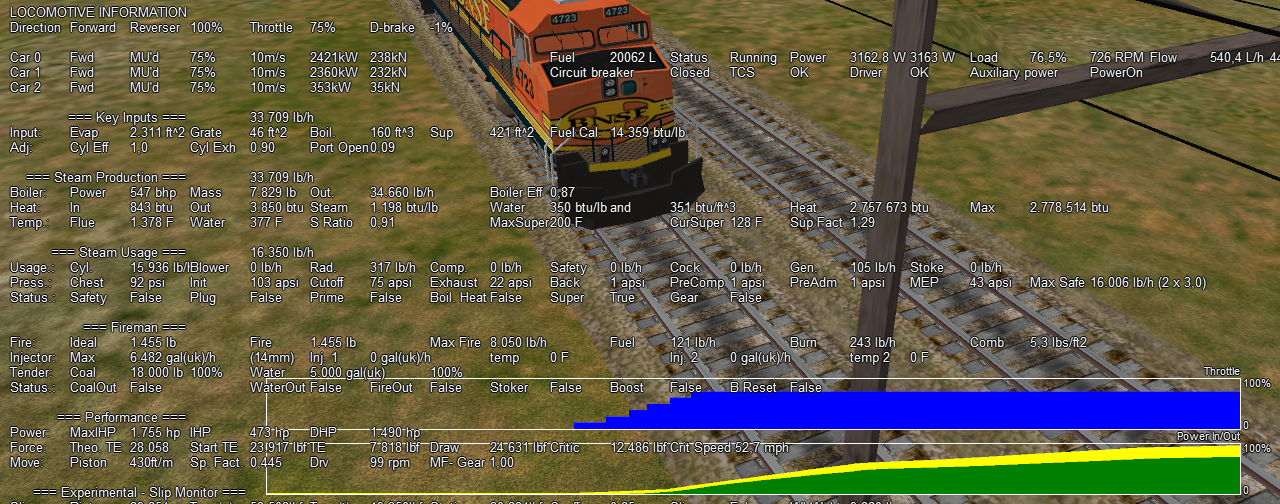 LOCOMOTIVE INFORMATION
Direction Forward Reverser 100% Throttle 75% D-brake -1%
4723 4723
BNSF
Car 0 Fwd MU'd 75% 10m/s 2421kW 238kN Fuel 20062 L Status Running Power 3162,8 W 3163 W Load 76,5% 726 RPM Flow 540,4 L/h 44
Car 1 Fwd MU'd 75% 10m/s 2360kW 232kN Circuit breaker Closed TCS OK Driver OK Auxiliary power PowerOn
Car 2 Fwd MU'd 75% 10m/s 353kW 35kN
4723
BNSF
=== Key Inputs === 33 709 lb/h
Input: Evap 2.311 ft^2 Grate 46 ft^2 Boil. 160 ft^3 Sup 421 ft^2 Fuel Cal. 14.359 btu/lb
Adj: Cyl Eff 1,0 Cyl Exh 0,90 Port Open 0,09
=== Steam Production === 33.709 lb/h
Boiler: Power 547 bhp Mass 7.829 lb Out. 34.660 lb/h Boiler Eff 0,87
Heat: In 843 btu Out 3.850 btu Steam 1.198 btu/lb Water 350 btu/lb and 351 btu/ft^3 Heat 2.757.673 btu Max 2.778.514 btu
Temp.: Flue 1.378 F Water 377 F S Ratio 0,91 MaxSuper 200 F CurSuper 128 F Sup Fact 1,29
=== Steam Usage === 16 350 lb/h
Usage.: Cyl. 15 936 lb/h Blower 0 lb/h Rad. 317 lb/h Comp. 0 lb/h Safety 0 lb/h Cock 0 lb/h Gen. 105 lb/h Stoke 0 lb/h
Press.: Chest 92 psi Init 103 apsi Cutoff 75 apsi Exhaust 22 apsi Back 1 apsi PreComp 1 apsi PreAdm 1 apsi MEP 43 apsi Max Safe 16.006 lb/h (2 x 3,0)
Status.: Safety False Plug False Prime False Boil. Heat False Super True Gear False
=== Fireman ===
Fire: Ideal 1.455 lb Fire 1.455 lb Max Fire 8 050 lb/h Fuel 121 lb/h Burn 243 lb/h Comb 5,3 lbs/ft2
Injector: Max 6.482 gal(uk)/h (14mm) Inj. 1 0 gal(uk)/h temp 0 F Inj. 2 0 gal(uk)/h temp 2 0 F
Tender: Coal 18 000 lb 100% Water 5.000 gal(uk) 100%
Throttle
Status.: CoalOut False WaterOut False FireOut False Stoker False Boost False B Reset False 100%
=== Performance === 0
Power: MaxIHP 1.755 hp IHP 473 hp DHP 1.490 hp Power In/Out
Force: Theo. TE 28 058 Start TE 23.917 lbf TE 7 818 lbf Draw 24 631 lbf Critic 12.486 lbf Crit Speed 52,7 mph 100%
Move: Piston 430ft/m Sp. Fact. 0.445 Drv 99 rpm MF- Gear 1,00
=== Experimental - Slip Monitor === 0